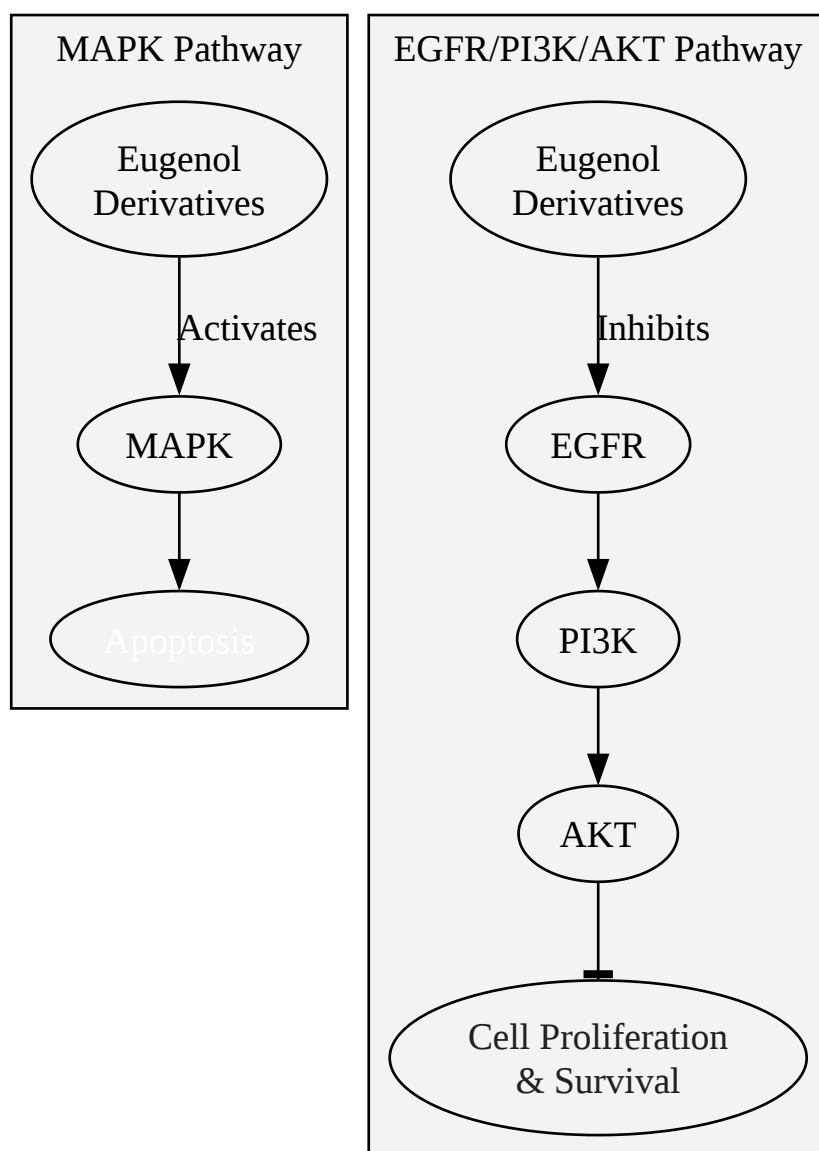 MAPK Pathway
Eugenol
Derivatives
Activates
MAPK
Apoptosis
EGFR/PI3K/AKT Pathway
Eugenol
Derivatives
Inhibits
EGFR
PI3K
AKT
Cell Proliferation
& Survival